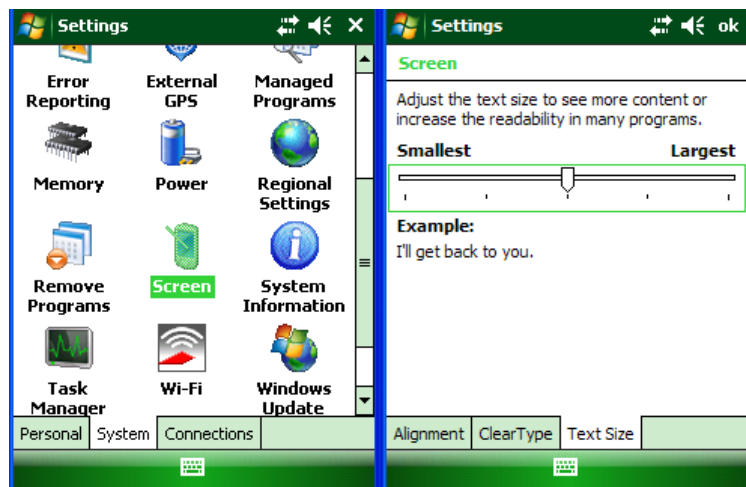 Settings
Error
Reporting
External
GPS
Managed
Programs
Memory
Power
Regional
Settings
Remove
Programs
Screen
System
Information
Task
Manager
Wi-Fi
Windows
Update
Personal System Connections
Settings ok
Screen
Adjust the text size to see more content or
increase the readability in many programs.
Smallest Largest
Example:
I'll get back to you.
Alignment ClearType Text Size